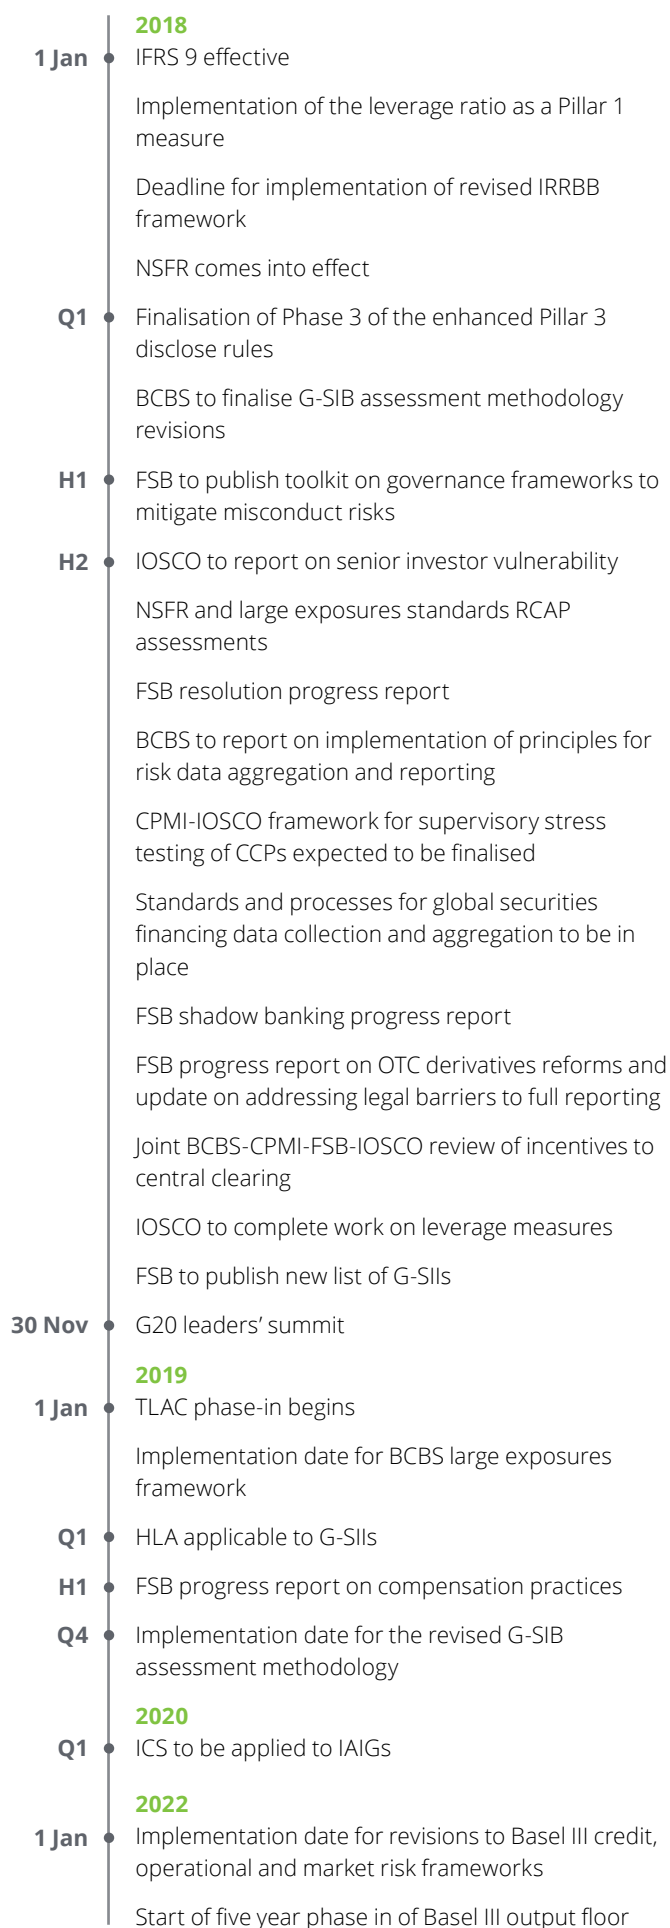 2018
1 Jan IFRS 9 effective
Implementation of the leverage ratio as a Pillar 1
measure
Deadline for implementation of revised IRRBB
framework
NSFR comes into effect
Q1 Finalisation of Phase 3 of the enhanced Pillar 3
disclose rules
BCBS to finalise G-SIB assessment methodology
revisions
H1 FSB to publish toolkit on governance frameworks to
mitigate misconduct risks
H2 IOSCO to report on senior investor vulnerability
NSFR and large exposures standards RCAP
assessments
FSB resolution progress report
BCBS to report on implementation of principles for
risk data aggregation and reporting
CPMI-IOSCO framework for supervisory stress
testing of CCPs expected to be finalised
Standards and processes for global securities
financing data collection and aggregation to be in
place
FSB shadow banking progress report
FSB progress report on OTC derivatives reforms and
update on addressing legal barriers to full reporting
Joint BCBS-CPMI-FSB-IOSCO review of incentives to
central clearing
IOSCO to complete work on leverage measures
FSB to publish new list of G-SIIs
30 Nov G20 leaders’ summit
2019
1 Jan TLAC phase-in begins
Implementation date for BCBS large exposures
framework
Q1 HLA applicable to G-SIIs
H1 FSB progress report on compensation practices
Q4 Implementation date for the revised G-SIB
assessment methodology
2020
Q1 ICS to be applied to IAIGs
2022
1 Jan Implementation date for revisions to Basel III credit,
operational and market risk frameworks
Start of five year phase in of Basel III output floor